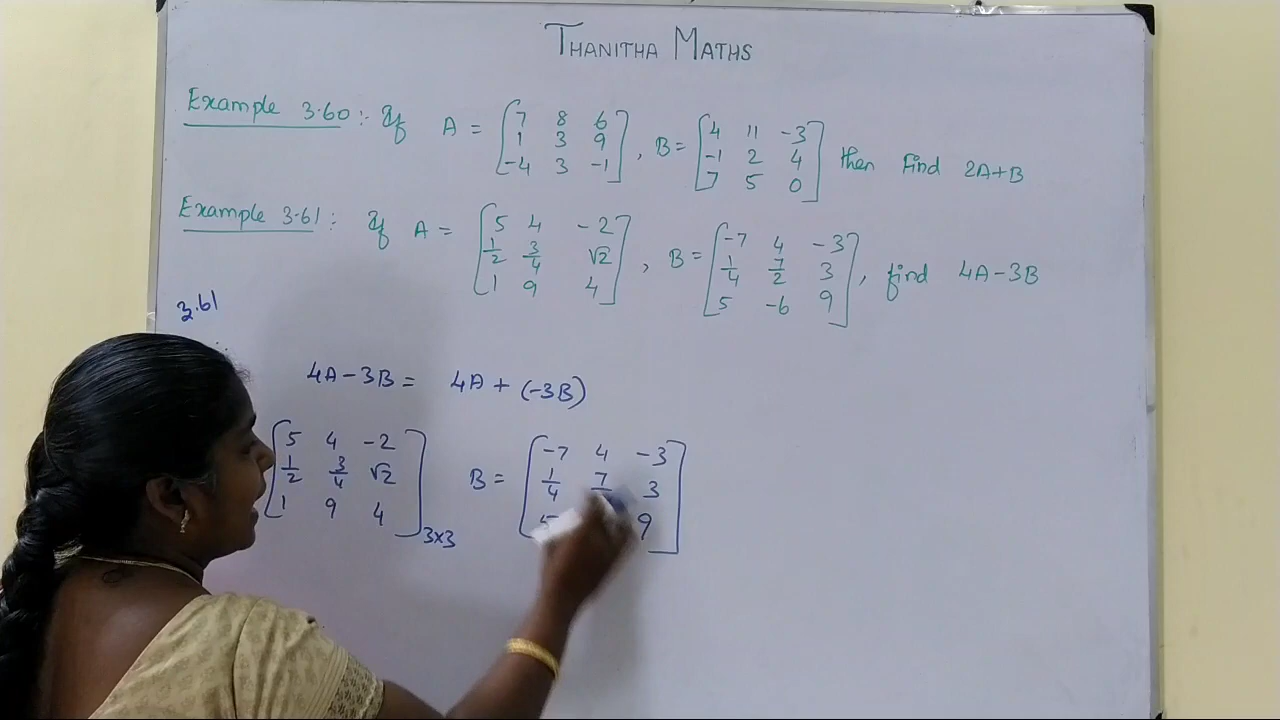 THANITHA MATHS
Example 3.60 :- If A = [7 8 6
1 3 9
-4 3 -1] , B = [4 11 -3
-1 2 4
7 5 0] then Find 2A+B
Example 3.61 : If A = [5 4 -2
1/2 3/4 √2
1 9 4] , B = [-7 4 -3
1/4 7/2 3
5 -6 9] , find 4A-3B
3.61
4A-3B = 4A + (-3B)
[5 4 -2
1/2 3/4 √2
1 9 4] 3x3
B = [-7 4 -3
1/4 7 3
9]